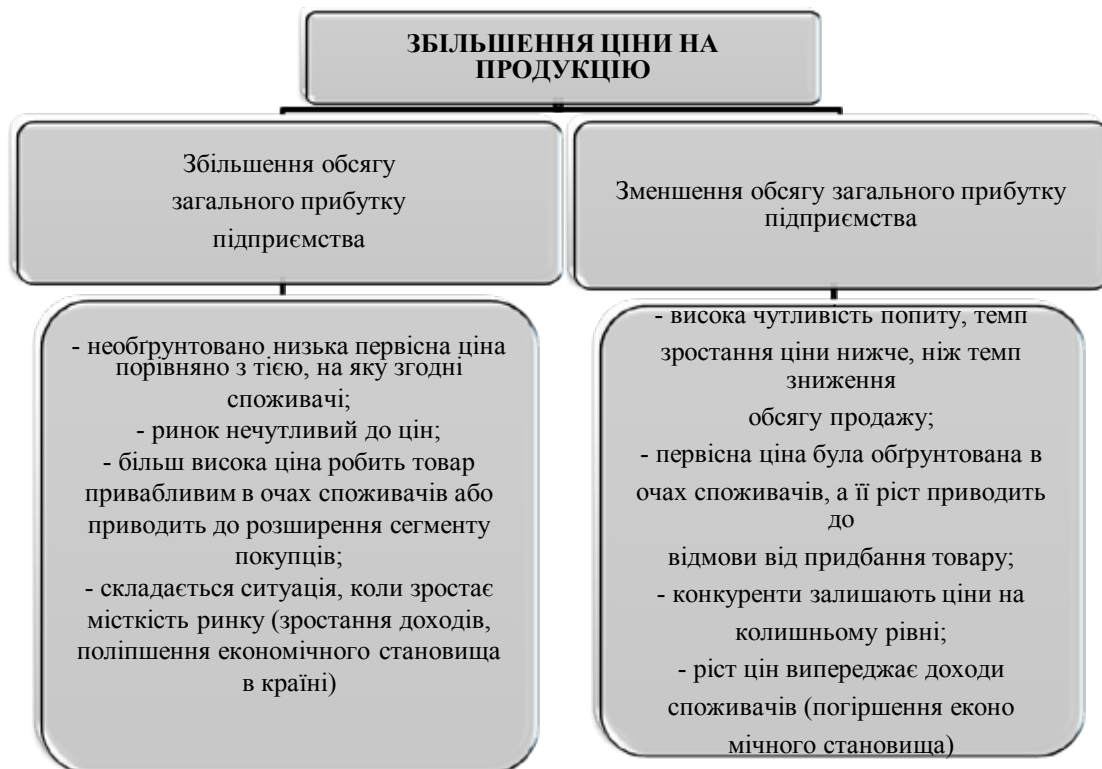 ЗБІЛЬШЕННЯ ЦІНИ НА
ПРОДУКЦІЮ
Збільшення обсягу
загального прибутку
підприємства
Зменшення обсягу загального прибутку
підприємства
- необґрунтовано низька первісна ціна
порівняно з тією, на яку згодні
споживачі;
- ринок нечутливий до цін;
- більш висока ціна робить товар
привабливим в очах споживачів або
приводить до розширення сегменту
покупців;
- складається ситуація, коли зростає
місткість ринку (зростання доходів,
поліпшення економічного становища
в країні)
- висока чутливість попиту, темп
зростання ціни нижче, ніж темп
зниження
обсягу продажу;
- первісна ціна була обґрунтована в
очах споживачів, а її ріст приводить
до
відмови від придбання товару;
- конкуренти залишають ціни на
колишньому рівні;
- ріст цін випереджає доходи
споживачів (погіршення еконо
мічного становища)